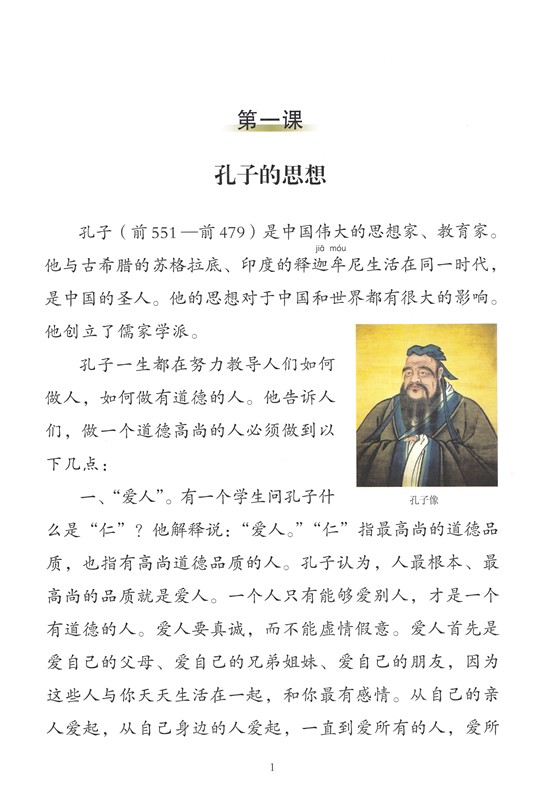 第一课
孔子的思想
孔子（前551—前479）是中国伟大的思想家、教育家。
jiā móu
他与古希腊的苏格拉底、印度的释迦牟尼生活在同一时代，
是中国的圣人。他的思想对于中国和世界都有很大的影响。
他创立了儒家学派。
孔子一生都在努力教导人们如何
做人，如何做有道德的人。他告诉人
们，做一个道德高尚的人必须做到以
下几点：
孔子像
一、“爱人”。有一个学生问孔子什
么是“仁”？他解释说：“爱人。”“仁”指最高尚的道德品
质，也指有高尚道德品质的人。孔子认为，人最根本、最
高尚的品质就是爱人。一个人只有能够爱别人，才是一个
有道德的人。爱人要真诚，而不能虚情假意。爱人首先是
爱自己的父母、爱自己的兄弟姐妹、爱自己的朋友，因为
这些人与你天天生活在一起，和你最有感情。从自己的亲
人爱起，从自己身边的人爱起，一直到爱所有的人，爱所
1